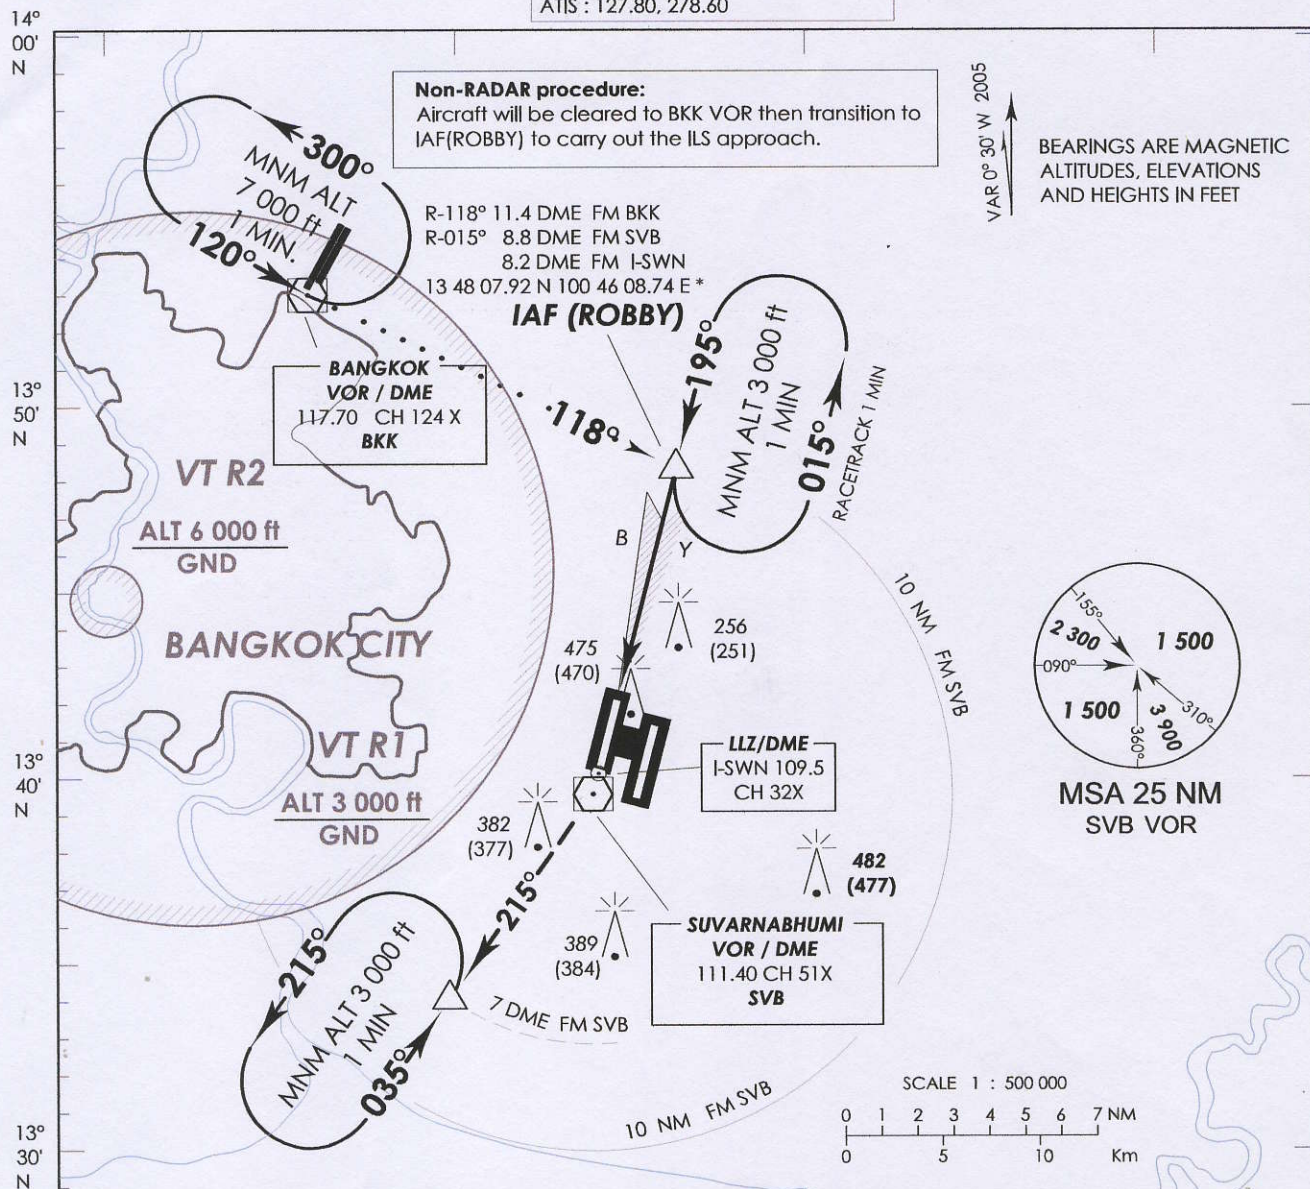 ATIS : 127.80, 278.60
14°
00'
N
Non-RADAR procedure:
Aircraft will be cleared to BKK VOR then transition to
IAF(ROBBY) to carry out the ILS approach.
VAR 0° 30' W 2005
BEARINGS ARE MAGNETIC
ALTITUDES, ELEVATIONS
AND HEIGHTS IN FEET
300°
MNM ALT
7 000 ft
1 MIN.
120°
R-118° 11.4 DME FM BKK
R-015° 8.8 DME FM SVB
8.2 DME FM I-SWN
13 48 07.92 N 100 46 08.74 E *
IAF (ROBBY)
195°
MNM ALT 3 000 ft
1 MIN
015°
RACETRACK 1 MIN
BANGKOK
VOR / DME
117.70 CH 124 X
BKK
118°
13°
50'
N
VT R2
ALT 6 000 ft
GND
BANGKOK CITY
B
Y
256
(251)
475
(470)
10 NM FM SVB
155°
2 300
1 500
090°
1 500
310°
3 900
360°
MSA 25 NM
SVB VOR
VT R1
ALT 3 000 ft
GND
13°
40'
N
LLZ/DME
I-SWN 109.5
CH 32X
382
(377)
482
(477)
215°
389
(384)
SUVARNABHUMI
VOR / DME
111.40 CH 51X
SVB
215°
MNM ALT 3 000 ft
1 MIN
035°
7 DME FM SVB
10 NM FM SVB
SCALE 1 : 500 000
0 1 2 3 4 5 6 7 NM
0 5 10 Km
13°
30'
N